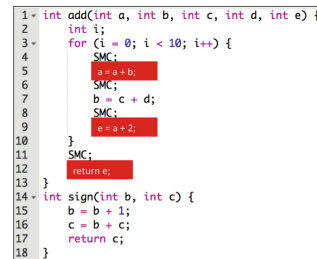 1 int add(int a, int b, int c, int d, int e) {
2 int i;
3 for (i = 0; i < 10; i++) {
4 SMC;
5 a = a + b;
6 SMC;
7 b = c + d;
8 SMC;
9 e = a + 2;
10 }
11 SMC;
12 return e;
13 }
14 int sign(int b, int c) {
15 b = b + 1;
16 c = b + c;
17 return c;
18 }